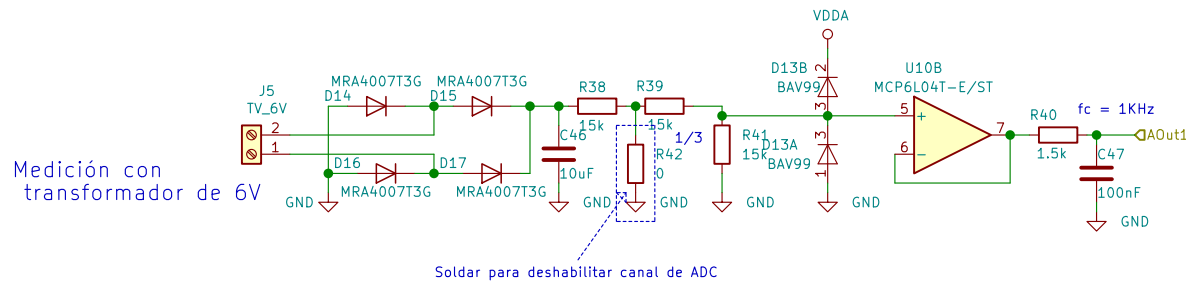 VDDA
J5
TV_6V
2
1
MRA4007T3G
D14
MRA4007T3G
D15
D16
MRA4007T3G
D17
MRA4007T3G
Medición con
transformador de 6V
GND
C46
10uF
GND
R38
15k
R39
15k
R42
0
GND
1/3
R41
15k
GND
D13B
BAV99
2
3
D13A
BAV99
3
1
GND
U10B
MCP6L04T-E/ST
5
+
6
-
7
R40
1.5k
fc = 1KHz
AOut1
C47
100nF
GND
Soldar para deshabilitar canal de ADC